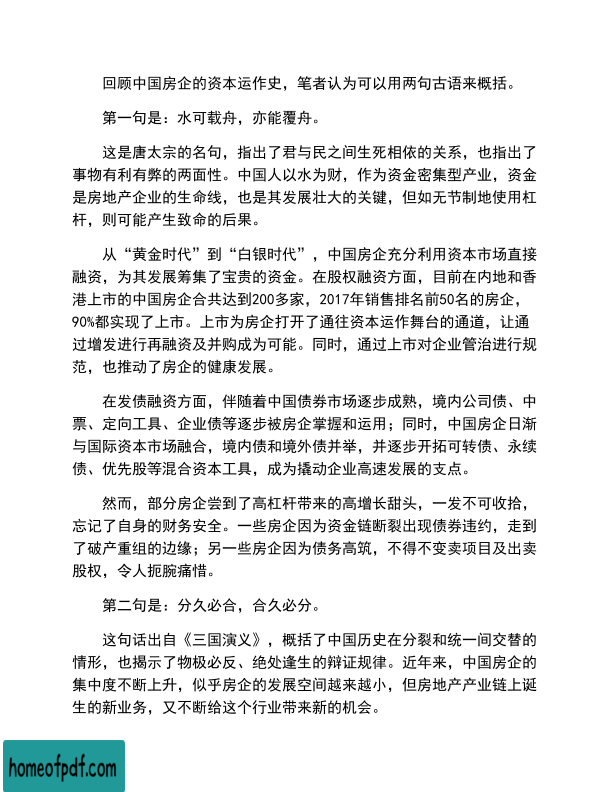 回顾中国房企的资本运作史，笔者认为可以用两句古语来概括。
第一句是：水可载舟，亦能覆舟。
这是唐太宗的名句，指出了君与民之间生死相依的关系，也指出了
事物有利有弊的两面性。中国人以水为财，作为资金密集型产业，资金
是房地产企业的生命线，也是其发展壮大的关键，但如无节制地使用杠
杆，则可能产生致命的后果。
从“黄金时代”到“白银时代”，中国房企充分利用资本市场直接
融资，为其发展筹集了宝贵的资金。在股权融资方面，目前在内地和香
港上市的中国房企合共达到200多家，2017年销售排名前50名的房企，
90%都实现了上市。上市为房企打开了通往资本运作舞台的通道，让通
过增发进行再融资及并购成为可能。同时，通过上市对企业管治进行规
范，也推动了房企的健康发展。
在发债融资方面，伴随着中国债券市场逐步成熟，境内公司债、中
票、定向工具、企业债等逐步被房企掌握和运用；同时，中国房企日渐
与国际资本市场融合，境内债和境外债并举，并逐步开拓可转债、永续
债、优先股等混合资本工具，成为撬动企业高速发展的支点。
然而，部分房企尝到了高杠杆带来的高增长甜头，一发不可收拾，
忘记了自身的财务安全。一些房企因为资金链断裂出现债券违约，走到
了破产重组的边缘；另一些房企因为债务高筑，不得不变卖项目及出卖
股权，令人扼腕痛惜。
第二句是：分久必合，合久必分。
这句话出自《三国演义》，概括了中国历史在分裂和统一间交替的
情形，也揭示了物极必反、绝处逢生的辩证规律。近年来，中国房企的
集中度不断上升，似乎房企的发展空间越来越小，但房地产产业链上诞
生的新业务，又不断给这个行业带来新的机会。
homeofpdf.com